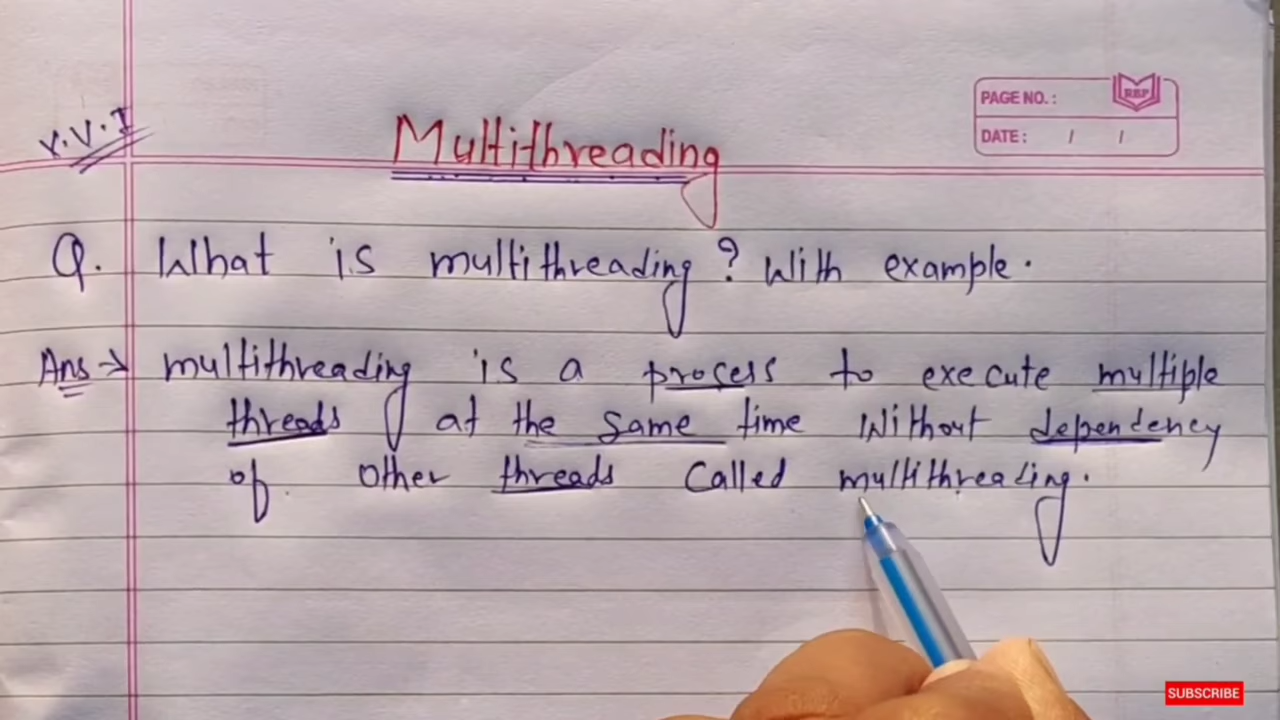 V.V.I
Multithreading
PAGE NO.:
RBP
DATE: / /
Q. What is multithreading? With example.
Ans → multithreading is a process to execute multiple
threads at the same time without dependency
of other threads called multithreading.
SUBSCRIBE